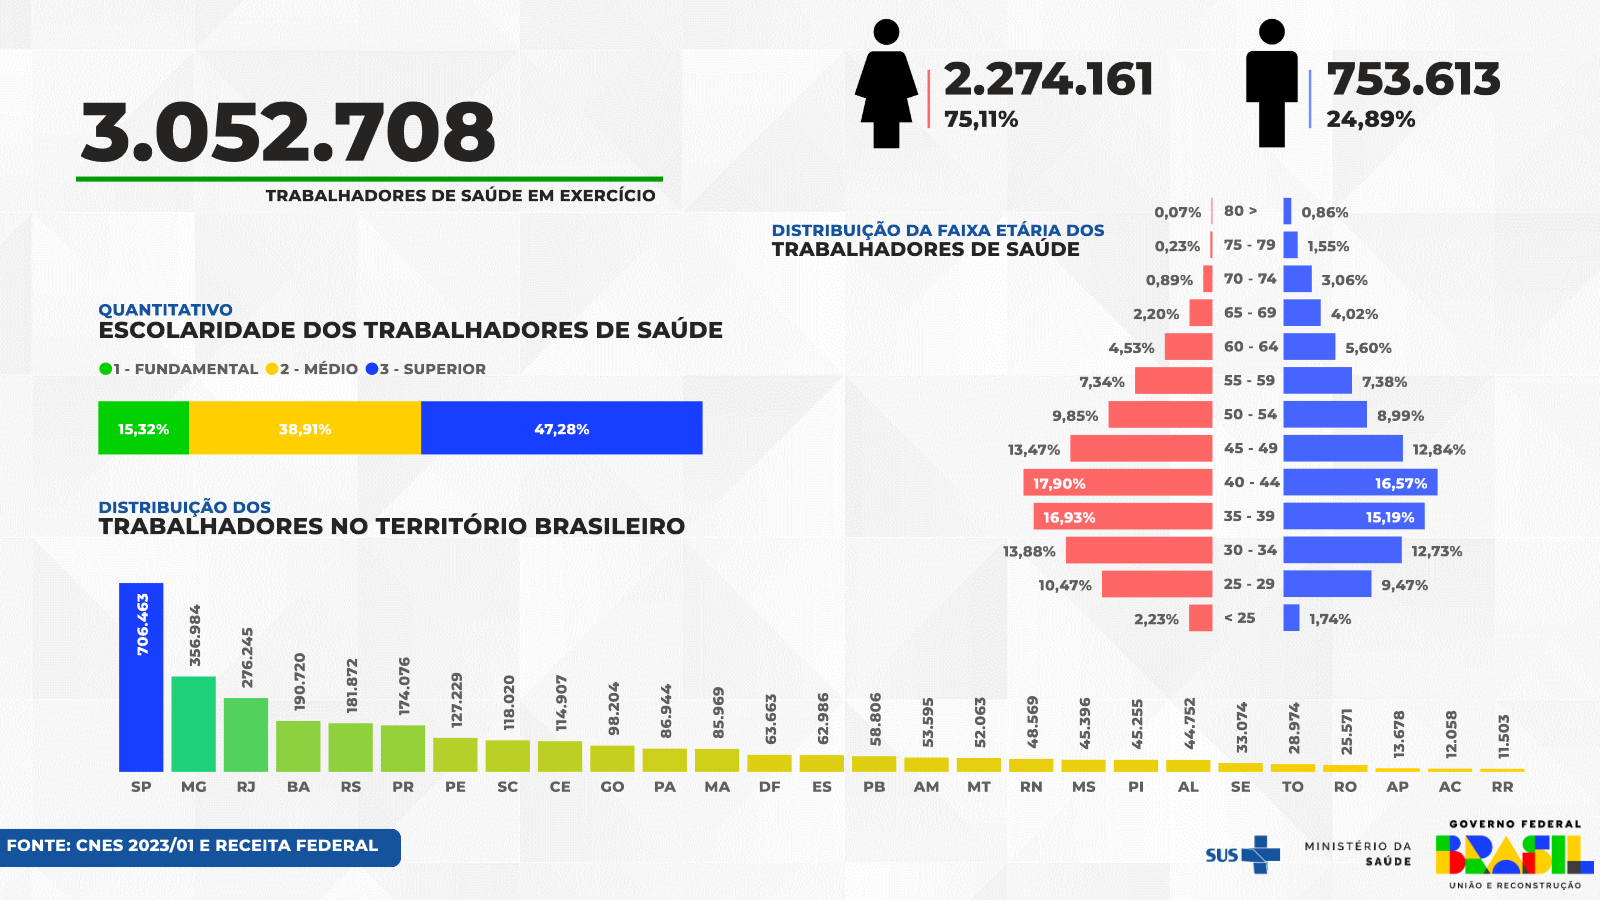 3.052.708
TRABALHADORES DE SAÚDE EM EXERCÍCIO
2.274.161
75,11%
753.613
24,89%
QUANTITATIVO
ESCOLARIDADE DOS TRABALHADORES DE SAÚDE
1 - FUNDAMENTAL 2 - MÉDIO 3 - SUPERIOR
15,32% 38,91% 47,28%
DISTRIBUIÇÃO DA FAIXA ETÁRIA DOS
TRABALHADORES DE SAÚDE
0,07% 80 > 0,86%
0,23% 75 - 79 1,55%
0,89% 70 - 74 3,06%
2,20% 65 - 69 4,02%
4,53% 60 - 64 5,60%
7,34% 55 - 59 7,38%
9,85% 50 - 54 8,99%
13,47% 45 - 49 12,84%
17,90% 40 - 44 16,57%
16,93% 35 - 39 15,19%
13,88% 30 - 34 12,73%
10,47% 25 - 29 9,47%
2,23% < 25 1,74%
DISTRIBUIÇÃO DOS
TRABALHADORES NO TERRITÓRIO BRASILEIRO
706.463 356.984 276.245 190.720 181.872 174.076 127.229 118.020 114.907 98.204 86.944 85.969 63.663 62.986 58.806 53.595 52.063 48.569 45.396 45.255 44.752 33.074 28.974 25.571 13.678 12.058 11.503
SP MG RJ BA RS PR PE SC CE GO PA MA DF ES PB AM MT RN MS PI AL SE TO RO AP AC RR
FONTE: CNES 2023/01 E RECEITA FEDERAL
SUS
MINISTÉRIO DA
SAÚDE
GOVERNO FEDERAL
BRASIL
UNIÃO E RECONSTRUÇÃO